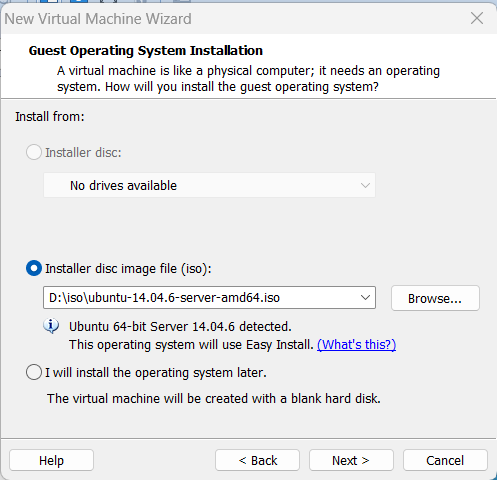 New Virtual Machine Wizard
Guest Operating System Installation
A virtual machine is like a physical computer; it needs an operating
system. How will you install the guest operating system?
Install from:
Installer disc:
No drives available
Installer disc image file (iso):
D:\iso\ubuntu-14.04.6-server-amd64.iso
Browse...
Ubuntu 64-bit Server 14.04.6 detected.
This operating system will use Easy Install. (What's this?)
I will install the operating system later.
The virtual machine will be created with a blank hard disk.
Help
< Back
Next >
Cancel